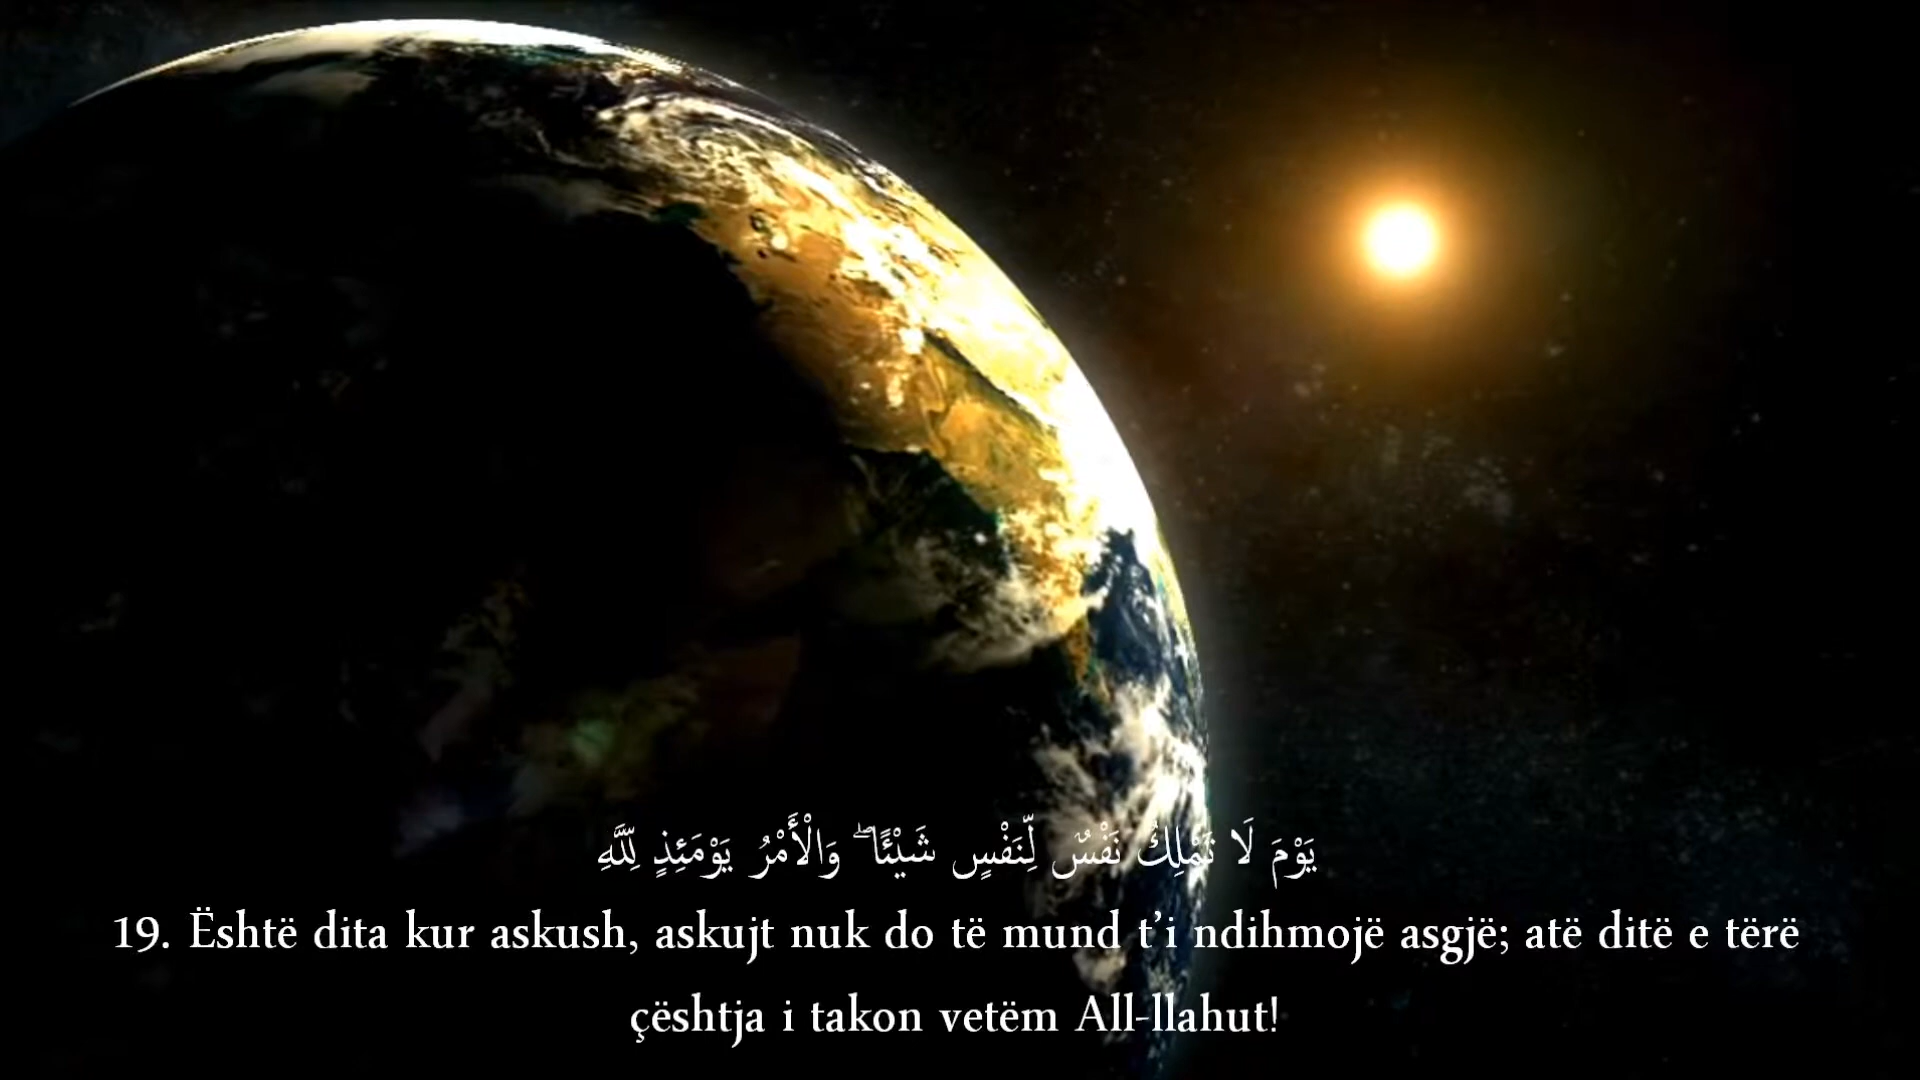 يَوْمَ لَا تَمْلِكُ نَفْسٌ لِّنَفْسٍ شَيْئًا ۖ وَالْأَمْرُ يَوْمَئِذٍ لِّلَّهِ
19. Është dita kur askush, askujt nuk do të mund t’i ndihmojë asgjë; atë ditë e tërë
çështja i takon vetëm All-llahut!